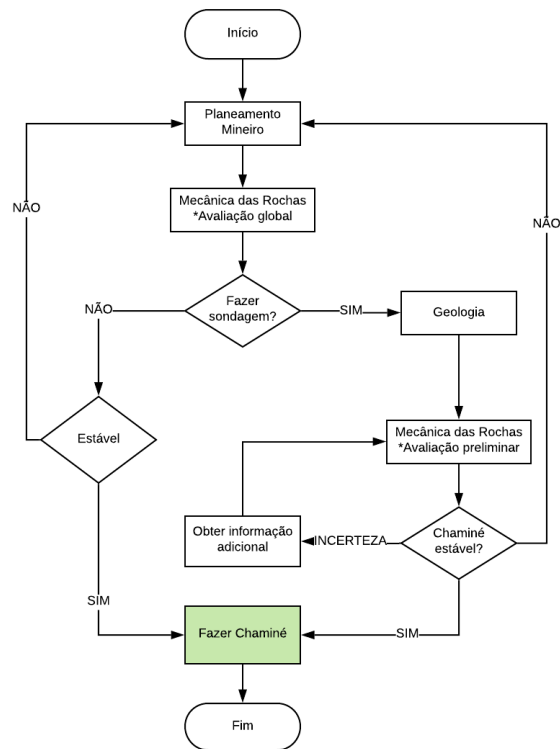 Início
Planeamento
Mineiro
NÃO
Mecânica das Rochas
*Avaliação global
NÃO
Fazer
sondagem?
SIM
Geologia
NÃO
Estável
Mecânica das Rochas
*Avaliação preliminar
Obter informação
adicional
INCERTEZA
Chaminé
estável?
SIM
Fazer Chaminé
SIM
Fim